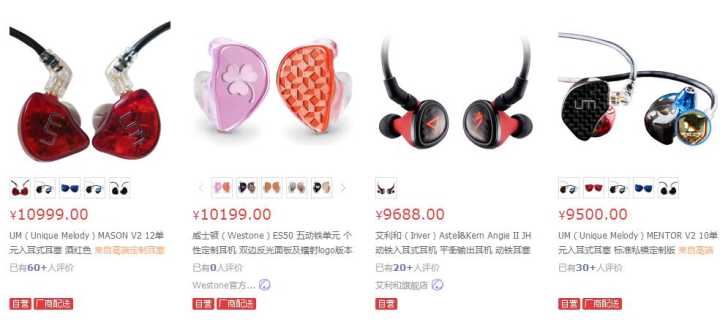 UM
¥10999.00
UM（Unique Melody）MASON V2 12单
元入耳式耳塞 酒红色 来自高端定制耳塞
已有60+人评价
自营 厂商配送
¥10199.00
威士顿（Westone）ES50 五动铁单元 个
性定制耳机 双边反光面板及镭射logo版本
已有0人评价
Westone官方...
自营 厂商配送
¥9688.00
艾利和（Iriver）Astell&Kern Angie II JH
动铁入耳式耳机 平衡输出耳机 动铁耳塞
已有20+人评价
艾利和旗舰店
自营
um
¥9500.00
UM（Unique Melody）MENTOR V2 10单
元入耳式耳塞 标准私模定制版 来自高端
已有30+人评价
自营 厂商配送